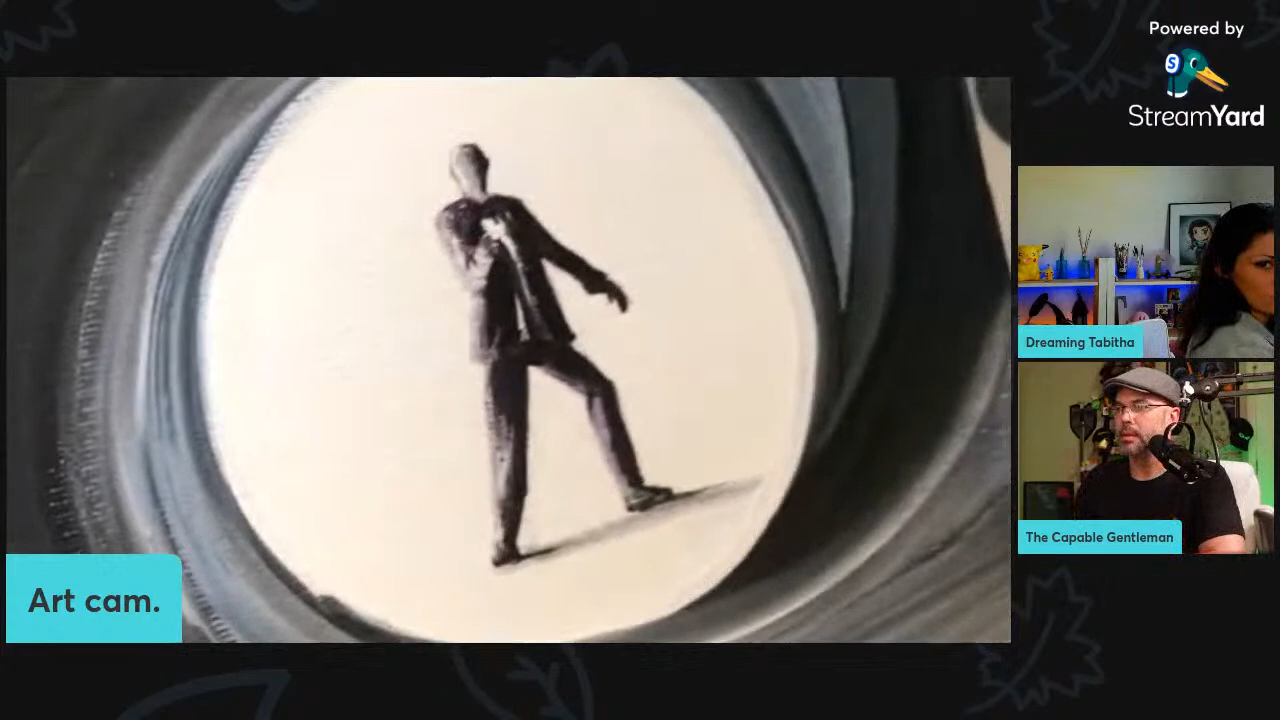 Powered by
StreamYard
Dreaming Tabitha
The Capable Gentleman
Art cam.